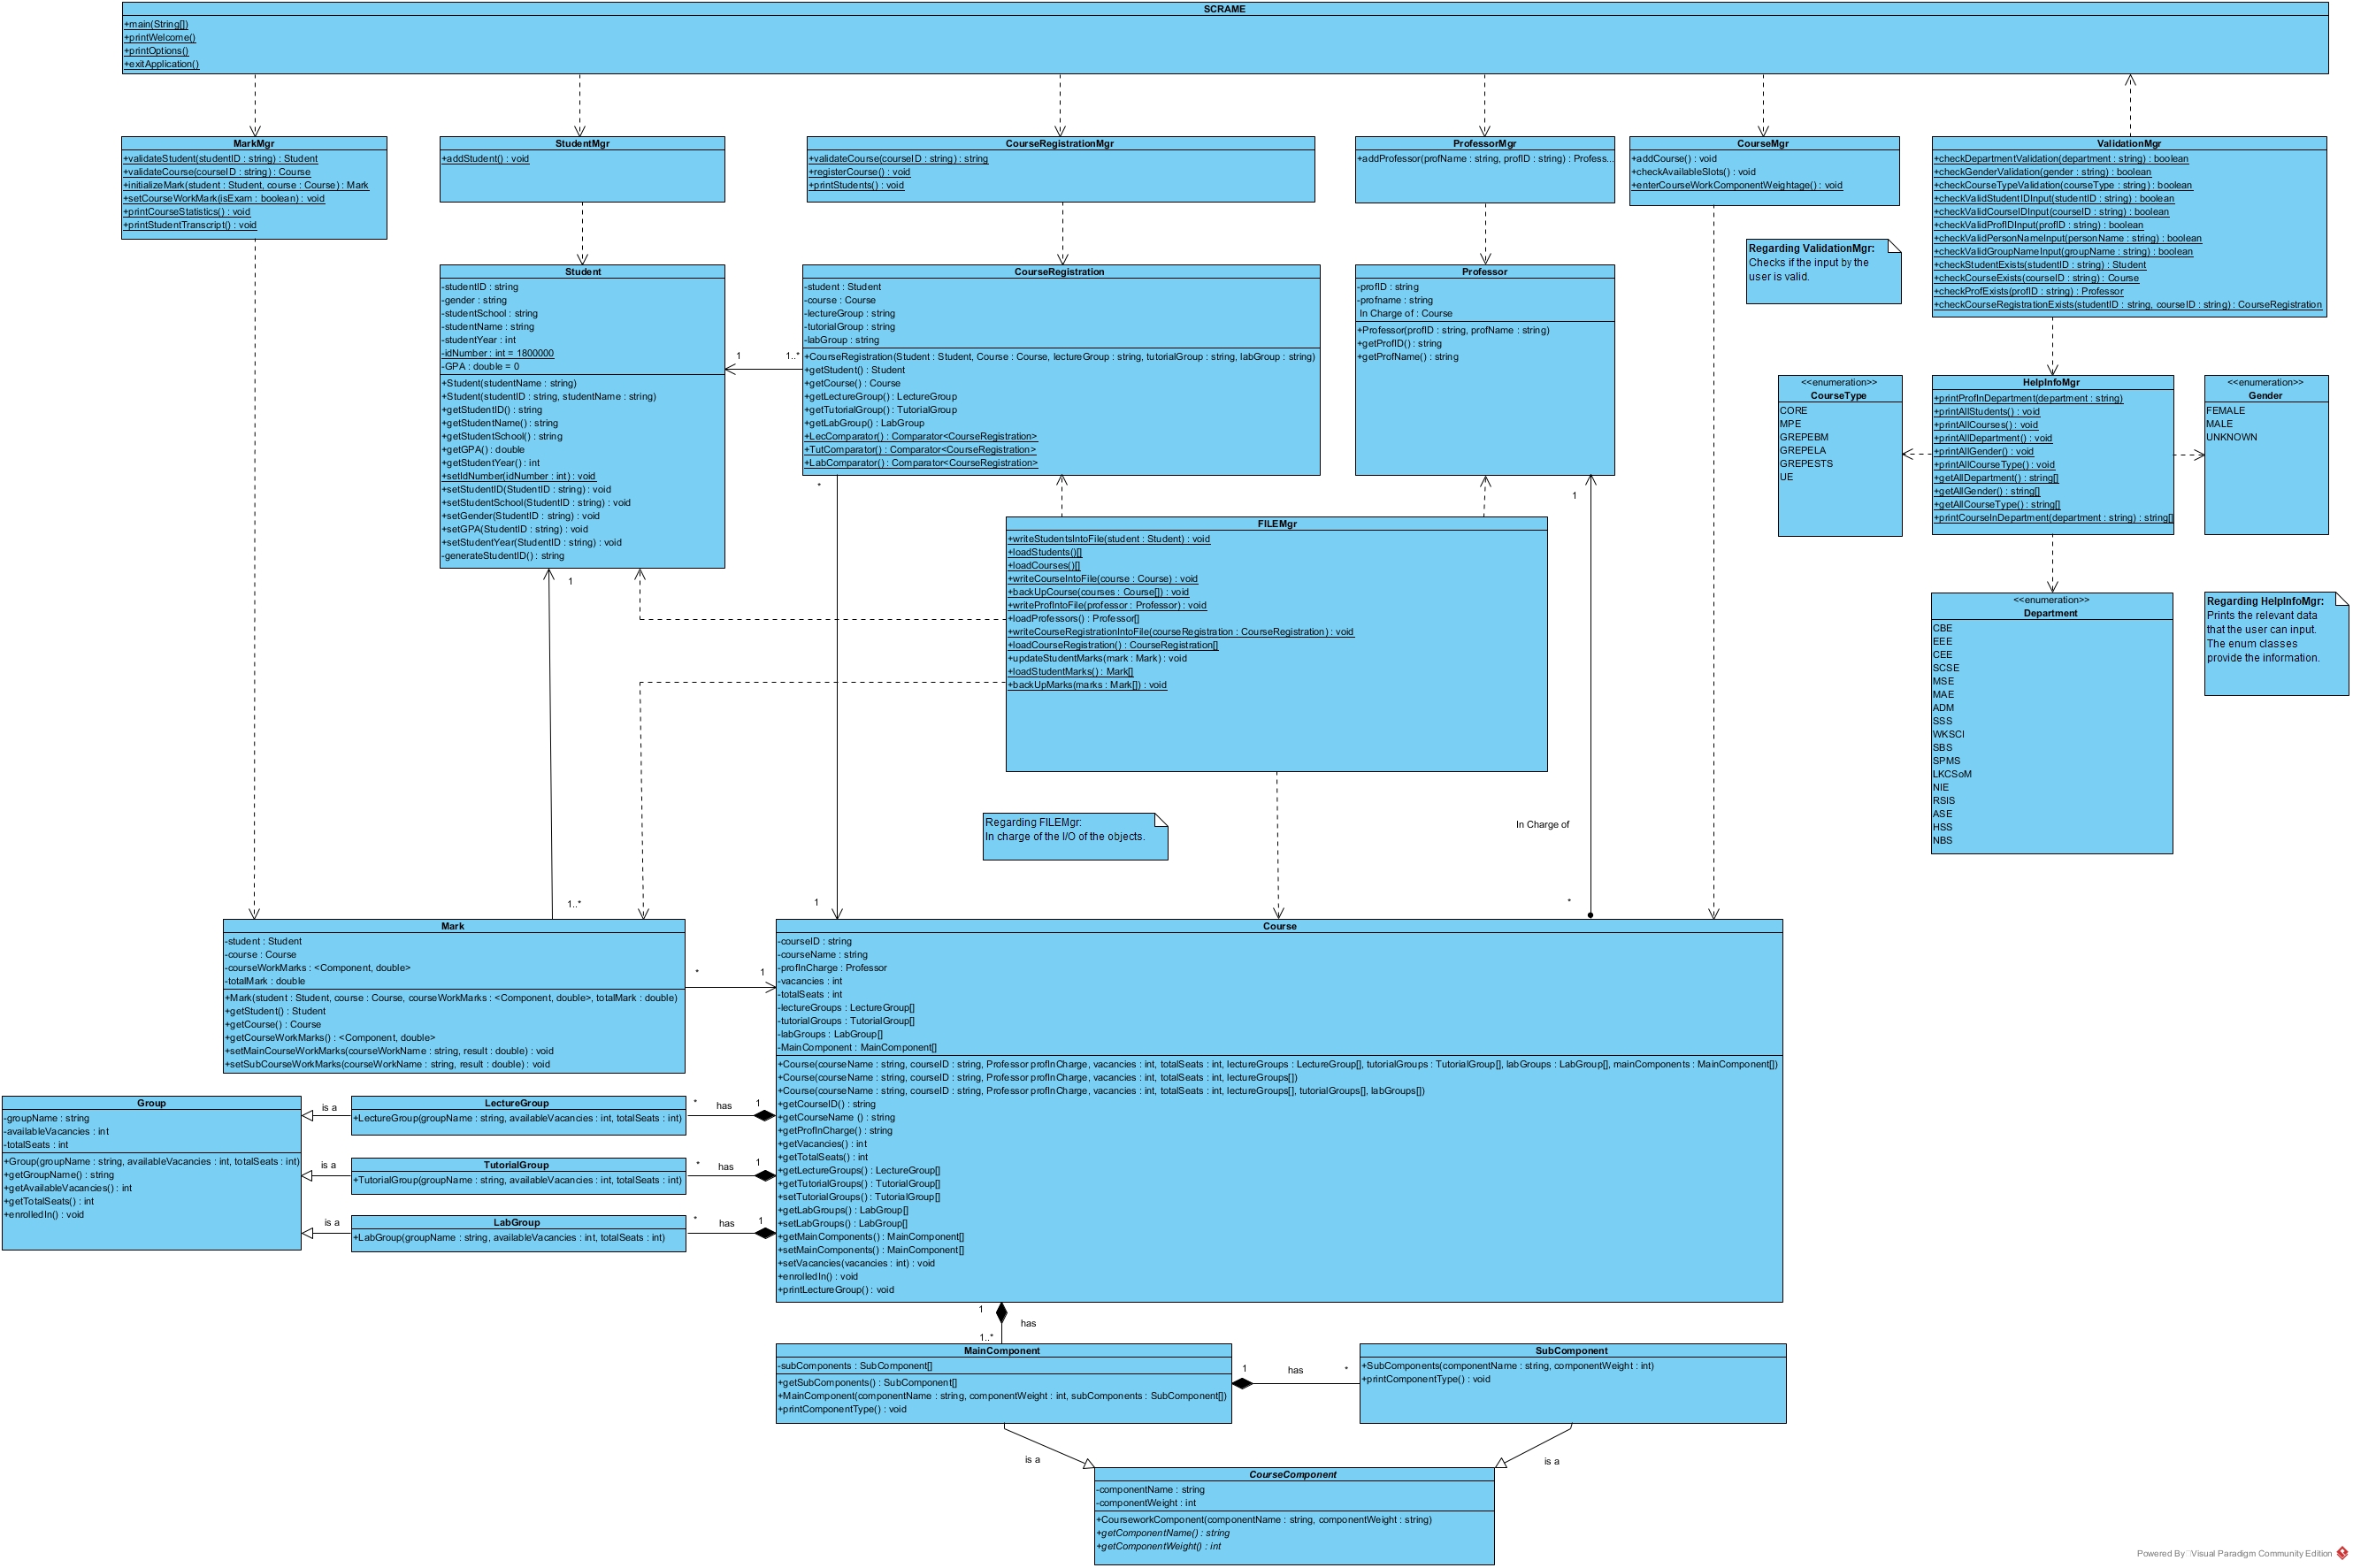 SCRAME
+main(String[])
+printWelcome()
+printOptions()
+exitApplication()
MarkMgr
+validateStudent(studentID : string) : Student
+validateCourse(courseID : string) : Course
+initializeMark(student : Student, course : Course) : Mark
+setCourseWorkMark(isExam : boolean) : void
+printCourseStatistics() : void
+printStudentTranscript() : void
StudentMgr
+addStudent() : void
CourseRegistrationMgr
+validateCourse(courseID : string) : string
+registerCourse() : void
+printStudents() : void
ProfessorMgr
+addProfessor(profName : string, profID : string) : Profess...
CourseMgr
+addCourse() : void
+checkAvailableSlots() : void
+enterCourseWorkComponentWeightage() : void
ValidationMgr
+checkDepartmentValidation(department : string) : boolean
+checkGenderValidation(gender : string) : boolean
+checkCourseTypeValidation(courseType : string) : boolean
+checkValidStudentIDInput(studentID : string) : boolean
+checkValidCourseIDInput(courseID : string) : boolean
+checkValidProfIDInput(profID : string) : boolean
+checkValidPersonNameInput(personName : string) : boolean
+checkValidGroupNameInput(groupName : string) : boolean
+checkStudentExists(studentID : string) : Student
+checkCourseExists(courseID : string) : Course
+checkProfExists(profID : string) : Professor
+checkCourseRegistrationExists(studentID : string, courseID : string) : CourseRegistration
Regarding ValidationMgr:
Checks if the input by the
user is valid.
Student
-studentID : string
-gender : string
-studentSchool : string
-studentName : string
-studentYear : int
-idNumber : int = 1800000
-GPA : double = 0
+Student(studentName : string)
+Student(studentID : string, studentName : string)
+getStudentID() : string
+getStudentName() : string
+getStudentSchool() : string
+getGPA() : double
+getStudentYear() : int
+setIdNumber(idNumber : int) : void
+setStudentID(StudentID : string) : void
+setStudentSchool(StudentID : string) : void
+setGender(StudentID : string) : void
+setGPA(StudentID : string) : void
+setStudentYear(StudentID : string) : void
-generateStudentID() : string
1
1..*
CourseRegistration
-student : Student
-course : Course
-lectureGroup : string
-tutorialGroup : string
-labGroup : string
+CourseRegistration(Student : Student, Course : Course, lectureGroup : string, tutorialGroup : string, labGroup : string)
+getStudent() : Student
+getCourse() : Course
+getLectureGroup() : LectureGroup
+getTutorialGroup() : TutorialGroup
+getLabGroup() : LabGroup
+LecComparator() : Comparator<CourseRegistration>
+TutComparator() : Comparator<CourseRegistration>
+LabComparator() : Comparator<CourseRegistration>
Professor
-profID : string
-profname : string
In Charge of : Course
+Professor(profID : string, profName : string)
+getProfID() : string
+getProfName() : string
<<enumeration>>
CourseType
CORE
MPE
GREPEBM
GREPELA
GREPESTS
UE
HelpInfoMgr
+printProfInDepartment(department : string)
+printAllStudents() : void
+printAllCourses() : void
+printAllDepartment() : void
+printAllGender() : void
+printAllCourseType() : void
+getAllDepartment() : string[]
+getAllGender() : string[]
+getAllCourseType() : string[]
+printCourseInDepartment(department : string) : string[]
<<enumeration>>
Gender
FEMALE
MALE
UNKNOWN
*
1
1
FILEMgr
+writeStudentsIntoFile(student : Student) : void
+loadStudents()[]
+loadCourses()[]
+writeCourseIntoFile(course : Course) : void
+backUpCourse(courses : Course[]) : void
+writeProfIntoFile(professor : Professor) : void
+loadProfessors() : Professor[]
+writeCourseRegistrationIntoFile(courseRegistration : CourseRegistration) : void
+loadCourseRegistration() : CourseRegistration[]
+updateStudentMarks(mark : Mark) : void
+loadStudentMarks() : Mark[]
+backUpMarks(marks : Mark[]) : void
<<enumeration>>
Department
CBE
EEE
CEE
SCSE
MSE
MAE
ADM
SSS
WKSCI
SBS
SPMS
LKCSoM
NIE
RSIS
ASE
HSS
NBS
Regarding HelpInfoMgr:
Prints the relevant data
that the user can input.
The enum classes
provide the information.
Regarding FILEMgr:
In charge of the I/O of the objects.
In Charge of
1..*
1
*
Mark
-student : Student
-course : Course
-courseWorkMarks : <Component, double>
-totalMark : double
+Mark(student : Student, course : Course, courseWorkMarks : <Component, double>, totalMark : double)
+getStudent() : Student
+getCourse() : Course
+getCourseWorkMarks() : <Component, double>
+setMainCourseWorkMarks(courseWorkName : string, result : double) : void
+setSubCourseWorkMarks(courseWorkName : string, result : double) : void
*
1
Course
-courseID : string
-courseName : string
-profInCharge : Professor
-vacancies : int
-totalSeats : int
-lectureGroups : LectureGroup[]
-tutorialGroups : TutorialGroup[]
-labGroups : LabGroup[]
-MainComponent : MainComponent[]
+Course(courseName : string, courseID : string, Professor profInCharge, vacancies : int, totalSeats : int, lectureGroups : LectureGroup[], tutorialGroups : TutorialGroup[], labGroups : LabGroup[], mainComponents : MainComponent[])
+Course(courseName : string, courseID : string, Professor profInCharge, vacancies : int, totalSeats : int, lectureGroups[])
+Course(courseName : string, courseID : string, Professor profInCharge, vacancies : int, totalSeats : int, lectureGroups[], tutorialGroups[], labGroups[])
+getCourseID() : string
+getCourseName () : string
+getProfInCharge() : string
+getVacancies() : int
+getTotalSeats() : int
+getLectureGroups() : LectureGroup[]
+getTutorialGroups() : TutorialGroup[]
+setTutorialGroups() : TutorialGroup[]
+getLabGroups() : LabGroup[]
+setLabGroups() : LabGroup[]
+getMainComponents() : MainComponent[]
+setMainComponents() : MainComponent[]
+setVacancies(vacancies : int) : void
+enrolledIn() : void
+printLectureGroup() : void
Group
-groupName : string
-availableVacancies : int
-totalSeats : int
+Group(groupName : string, availableVacancies : int, totalSeats : int)
+getGroupName() : string
+getAvailableVacancies() : int
+getTotalSeats() : int
+enrolledIn() : void
is a
LectureGroup
+LectureGroup(groupName : string, availableVacancies : int, totalSeats : int)
*
has
1
is a
TutorialGroup
+TutorialGroup(groupName : string, availableVacancies : int, totalSeats : int)
*
has
1
is a
LabGroup
+LabGroup(groupName : string, availableVacancies : int, totalSeats : int)
*
has
1
1
has
1..*
MainComponent
-subComponents : SubComponent[]
+getSubComponents() : SubComponent[]
+MainComponent(componentName : string, componentWeight : int, subComponents : SubComponent[])
+printComponentType() : void
1
has
*
SubComponent
+SubComponents(componentName : string, componentWeight : int)
+printComponentType() : void
is a
is a
CourseComponent
-componentName : string
-componentWeight : int
+CourseworkComponent(componentName : string, componentWeight : string)
+getComponentName() : string
+getComponentWeight() : int
Powered By Visual Paradigm Community Edition